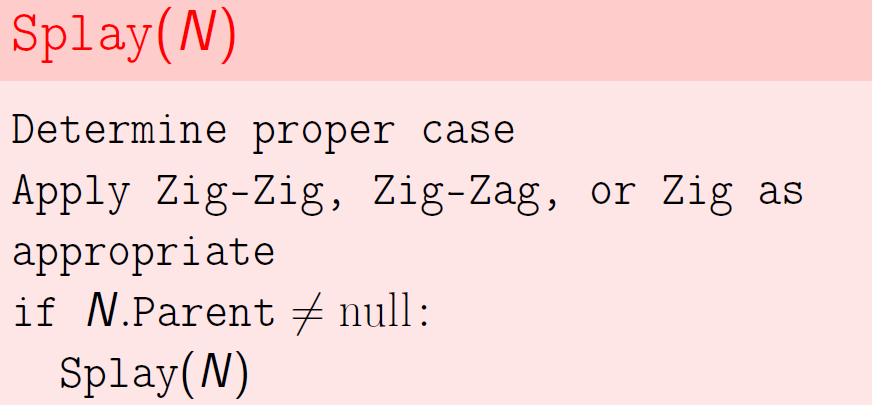 Splay(N)
Determine proper case
Apply Zig-Zig, Zig-Zag, or Zig as
appropriate
if N.Parent ≠ null:
Splay(N)